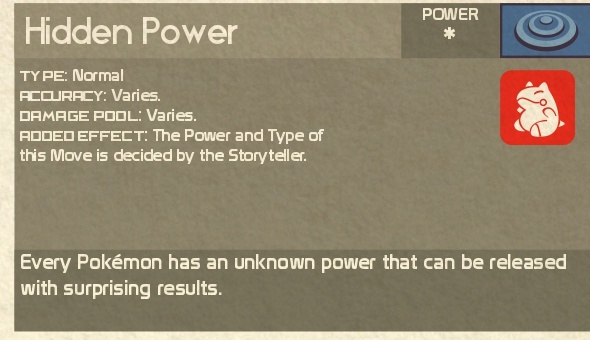 Hidden Power
POWER
*
TYPE: Normal
ACCURACY: Varies.
DAMAGE POOL: Varies.
ADDED EFFECT: The Power and Type of
this Move is decided by the Storyteller.
Every Pokémon has an unknown power that can be released
with surprising results.